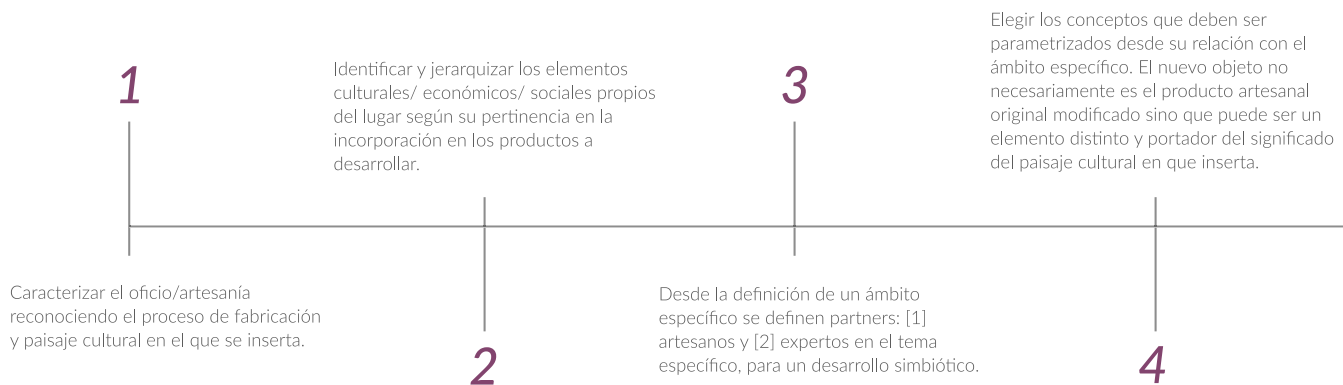 1
Caracterizar el oficio/artesanía
reconociendo el proceso de fabricación
y paisaje cultural en el que se inserta.
Identificar y jerarquizar los elementos
culturales/ económicos/ sociales propios
del lugar según su pertinencia en la
incorporación en los productos a
desarrollar.
2
3
Desde la definición de un ámbito
específico se definen partners: [1]
artesanos y [2] expertos en el tema
específico, para un desarrollo simbiótico.
Elegir los conceptos que deben ser
parametrizados desde su relación con el
ámbito específico. El nuevo objeto no
necesariamente es el producto artesanal
original modificado sino que puede ser un
elemento distinto y portador del significado
del paisaje cultural en que inserta.
4